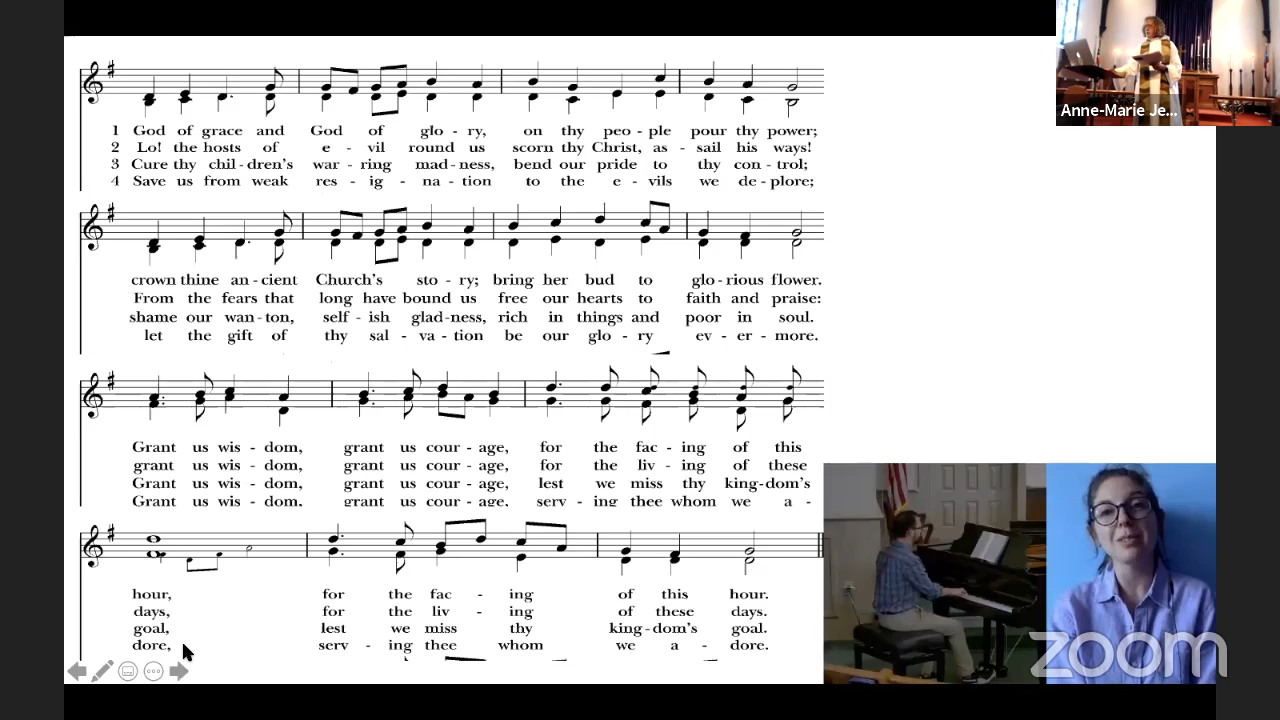 Anne-Marie Je...
1 God of grace and God of glo - ry, on thy peo - ple pour thy power;
2 Lo! the hosts of e - vil round us scorn thy Christ, as - sail his ways!
3 Cure thy chil - dren's war - ring mad - ness, bend our pride to thy con - trol;
4 Save us from weak res - ig - na - tion to the e - vils we de - plore;
crown thine an - cient Church's sto - ry; bring her bud to glo - rious flower.
From the fears that long have bound us free our hearts to faith and praise:
shame our wan - ton, self - ish glad - ness, rich in things and poor in soul.
let the gift of thy sal - va - tion be our glo - ry ev - er - more.
Grant us wis - dom, grant us cour - age, for the fac - ing of this
grant us wis - dom, grant us cour - age, for the liv - ing of these
Grant us wis - dom, grant us cour - age, lest we miss thy king - dom's
Grant us wis - dom, grant us cour - age, serv - ing thee whom we a -
hour, for the fac - ing of this hour.
days, for the liv - ing of these days.
goal, lest we miss thy king - dom's goal.
dore, serv - ing thee whom we a - dore.
zoom